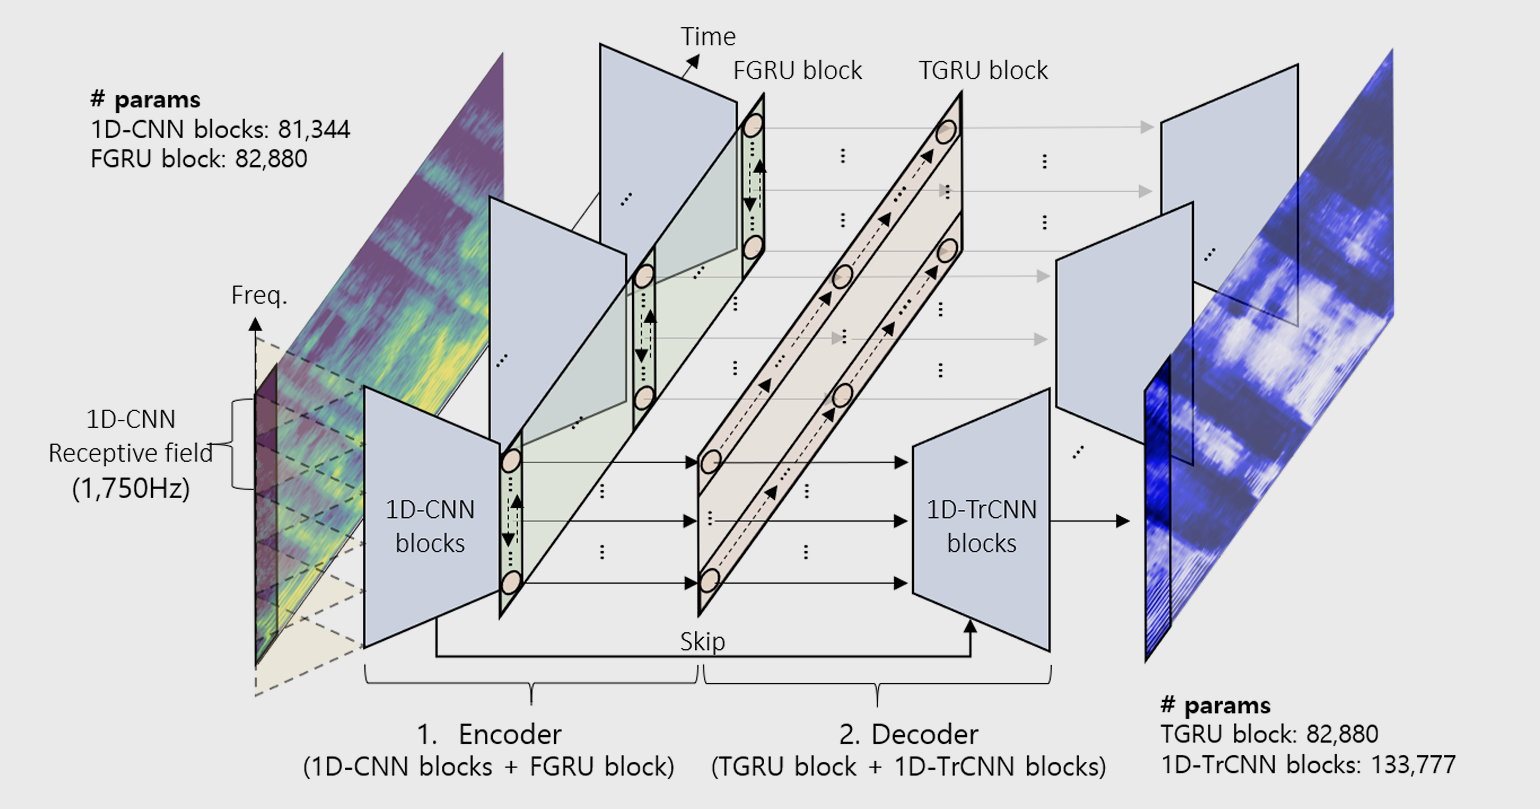 Time
FGRU block
TGRU block
# params
1D-CNN blocks: 81,344
FGRU block: 82,880
Freq.
1D-CNN
Receptive field
(1,750Hz)
1D-CNN
blocks
1D-TrCNN
blocks
Skip
1. Encoder
(1D-CNN blocks + FGRU block)
2. Decoder
(TGRU block + 1D-TrCNN blocks)
# params
TGRU block: 82,880
1D-TrCNN blocks: 133,777